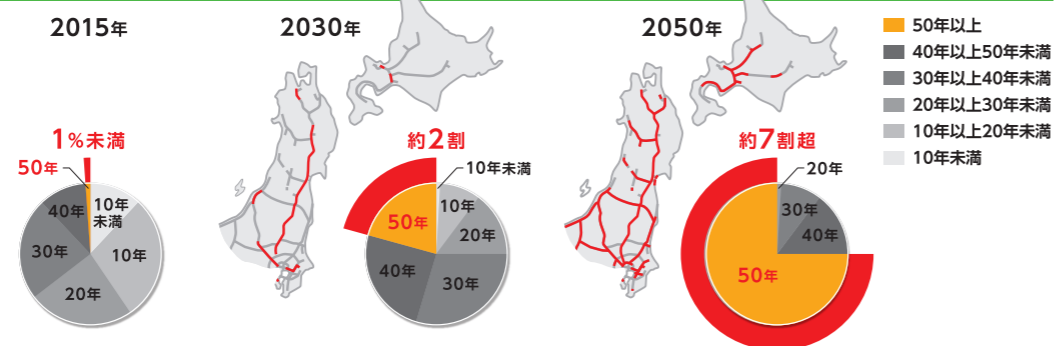 2015年
1%未満
50年
40年
10年
未満
30年
10年
20年
2030年
約2割
10年未満
50年
10年
20年
40年
30年
2050年
約7割超
20年
30年
40年
50年
50年以上
40年以上50年未満
30年以上40年未満
20年以上30年未満
10年以上20年未満
10年未満